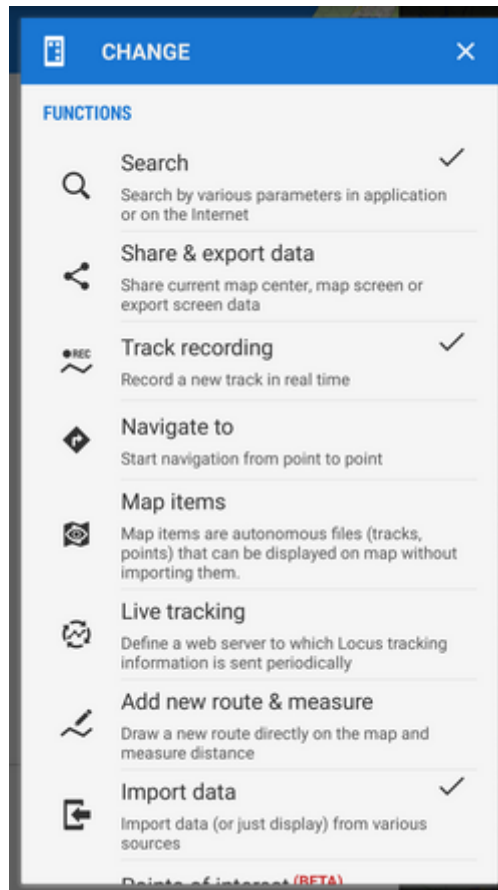 CHANGE
FUNCTIONS
Search
Search by various parameters in application
or on the Internet
Share & export data
Share current map center, map screen or
export screen data
REC
Track recording
Record a new track in real time
Navigate to
Start navigation from point to point
Map items
Map items are autonomous files (tracks,
points) that can be displayed on map without
importing them.
Live tracking
Define a web server to which Locus tracking
information is sent periodically
Add new route & measure
Draw a new route directly on the map and
measure distance
Import data
Import data (or just display) from various
sources
Points of interest (BETA)